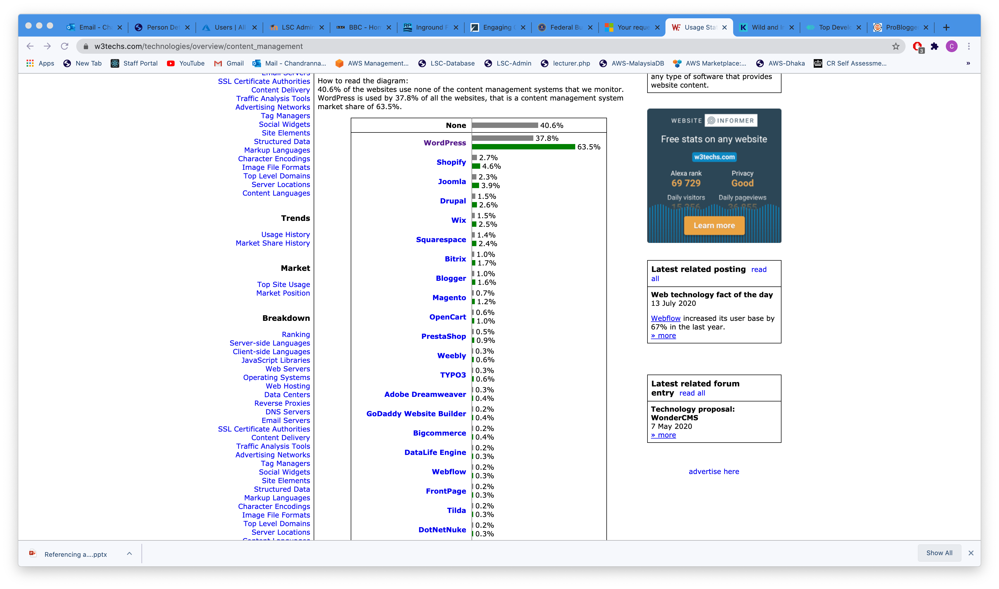 Email - Cha
Person Det
Users | All
LSC Admin
BBC - Hom
Inground F
Engaging
Federal Bu
Your reque
Usage Stat
Wild and In
Top Develo
ProBlogger
w3techs.com/technologies/overview/content_management
3
C
Apps
New Tab
Staff Portal
YouTube
Gmail
Mail - Chandranna...
AWS Management...
LSC-Database
LSC-Admin
lecturer.php
AWS-MalaysiaDB
AWS Marketplace:...
AWS-Dhaka
CR Self Assessme...
»
Email Servers
SSL Certificate Authorities
Content Delivery
Traffic Analysis Tools
Advertising Networks
Tag Managers
Social Widgets
Site Elements
Structured Data
Markup Languages
Character Encodings
Image File Formats
Top Level Domains
Server Locations
Content Languages
Trends
Usage History
Market Share History
Market
Top Site Usage
Market Position
Breakdown
Ranking
Server-side Languages
Client-side Languages
JavaScript Libraries
Web Servers
Operating Systems
Web Hosting
Data Centers
Reverse Proxies
DNS Servers
Email Servers
SSL Certificate Authorities
Content Delivery
Traffic Analysis Tools
Advertising Networks
Tag Managers
Social Widgets
Site Elements
Structured Data
Markup Languages
Character Encodings
Image File Formats
Top Level Domains
Server Locations
Content Languages
How to read the diagram:
40.6% of the websites use none of the content management systems that we monitor.
WordPress is used by 37.8% of all the websites, that is a content management system
market share of 63.5%.
None 40.6%
WordPress 37.8%
63.5%
Shopify 2.7%
4.6%
Joomla 2.3%
3.9%
Drupal 1.5%
2.6%
Wix 1.5%
2.5%
Squarespace 1.4%
2.4%
Bitrix 1.0%
1.7%
Blogger 1.0%
1.6%
Magento 0.7%
1.2%
OpenCart 0.6%
1.0%
PrestaShop 0.5%
0.9%
Weebly 0.3%
0.6%
TYPO3 0.3%
0.6%
Adobe Dreamweaver 0.3%
0.4%
GoDaddy Website Builder 0.2%
0.4%
Bigcommerce 0.2%
0.4%
DataLife Engine 0.2%
0.3%
Webflow 0.2%
0.3%
FrontPage 0.2%
0.3%
Tilda 0.2%
0.3%
DotNetNuke 0.2%
0.3%
any type of software that provides
website content.
WEBSITE INFORMER
Free stats on any website
w3techs.com
Alexa rank Privacy
69 729 Good
Daily visitors Daily pageviews
15 356 36 855
Learn more
Latest related posting read
all
Web technology fact of the day
13 July 2020
Webflow increased its user base by
67% in the last year.
» more
Latest related forum
entry read all
Technology proposal:
WonderCMS
7 May 2020
» more
advertise here
Referencing a....pptx
Show All